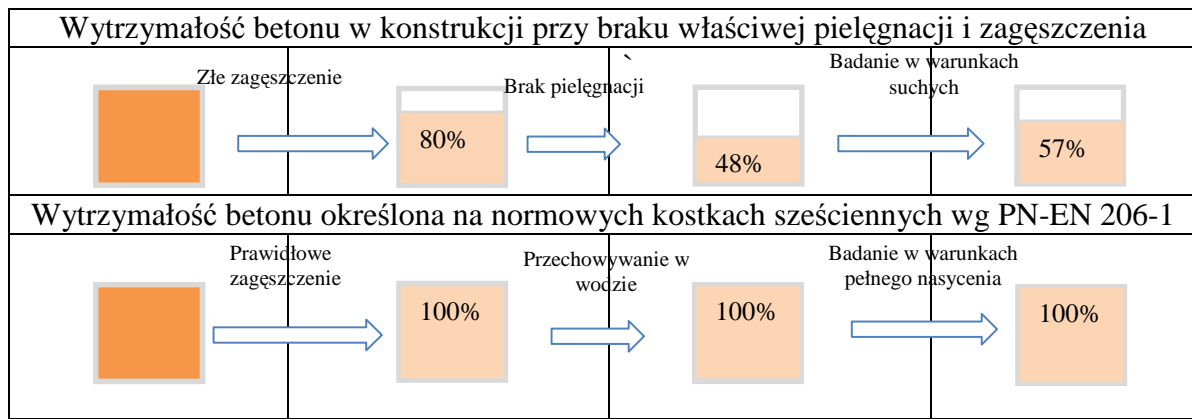 Wytrzymałość betonu w konstrukcji przy braku właściwej pielęgnacji i zagęszczenia
Złe zagęszczenie
80%
Brak pielęgnacji
`
48%
Badanie w warunkach
suchych
57%
Wytrzymałość betonu określona na normowych kostkach sześciennych wg PN-EN 206-1
Prawidłowe
zagęszczenie
100%
Przechowywanie w
wodzie
100%
Badanie w warunkach
pełnego nasycenia
100%